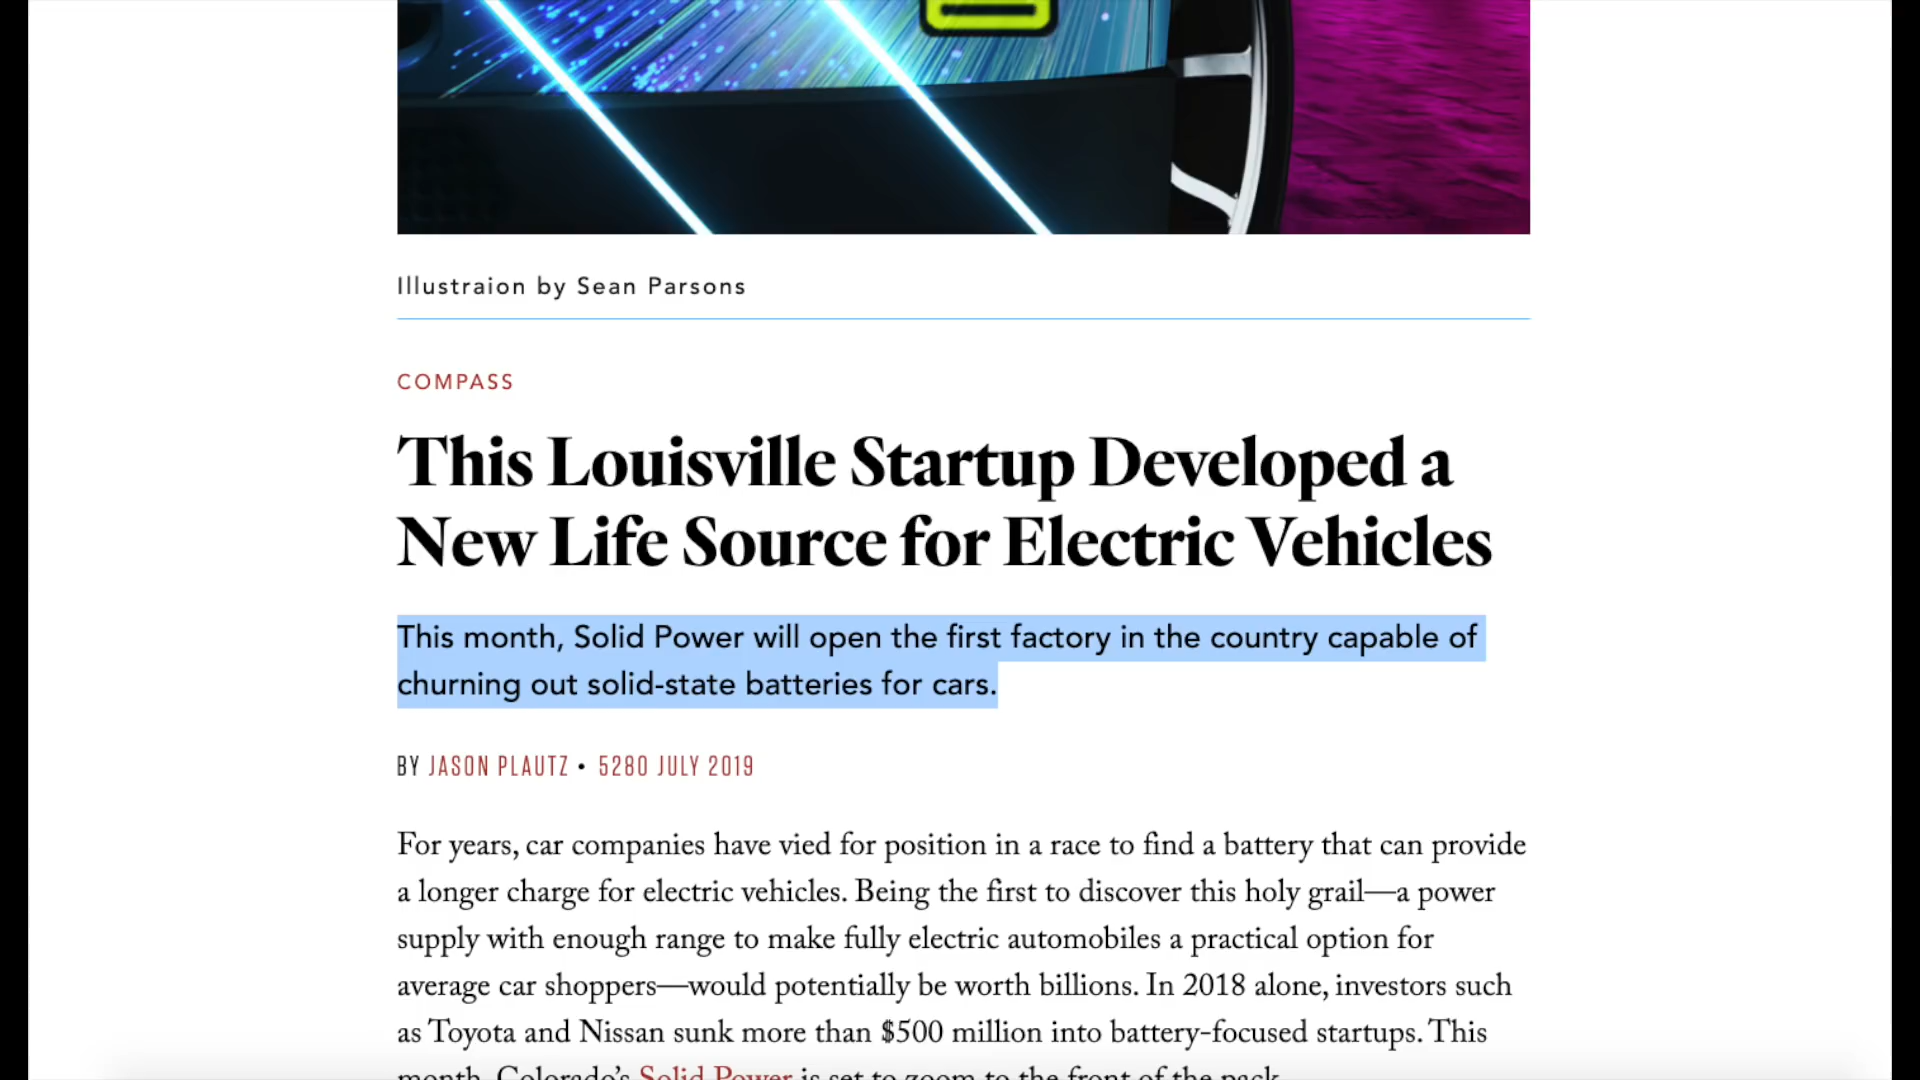 Illustraion by Sean Parsons
COMPASS
This Louisville Startup Developed a
New Life Source for Electric Vehicles
This month, Solid Power will open the first factory in the country capable of
churning out solid-state batteries for cars.
BY JASON PLAUTZ • 5280 JULY 2019
For years, car companies have vied for position in a race to find a battery that can provide
a longer charge for electric vehicles. Being the first to discover this holy grail—a power
supply with enough range to make fully electric automobiles a practical option for
average car shoppers—would potentially be worth billions. In 2018 alone, investors such
as Toyota and Nissan sunk more than $500 million into battery-focused startups. This
month, Colorado's Solid Power is set to zoom to the front of the pack.